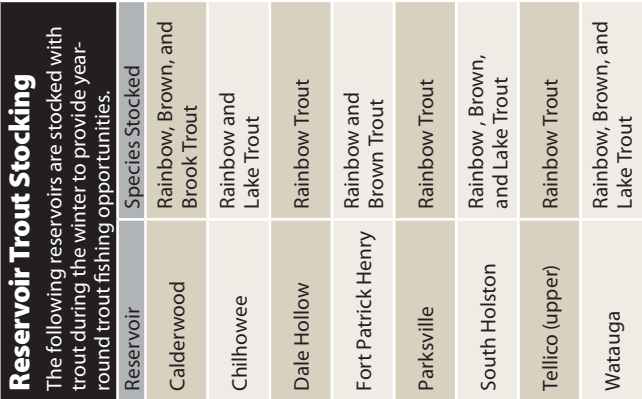 Reservoir Trout Stocking
The following reservoirs are stocked with
trout during the winter to provide year-
round trout fishing opportunities.
Reservoir Species Stocked
Calderwood Rainbow, Brown, and
Brook Trout
Chilhowee Rainbow and
Lake Trout
Dale Hollow Rainbow Trout
Fort Patrick Henry Rainbow and
Brown Trout
Parksville Rainbow Trout
South Holston Rainbow , Brown,
and Lake Trout
Tellico (upper) Rainbow Trout
Watauga Rainbow, Brown, and
Lake Trout